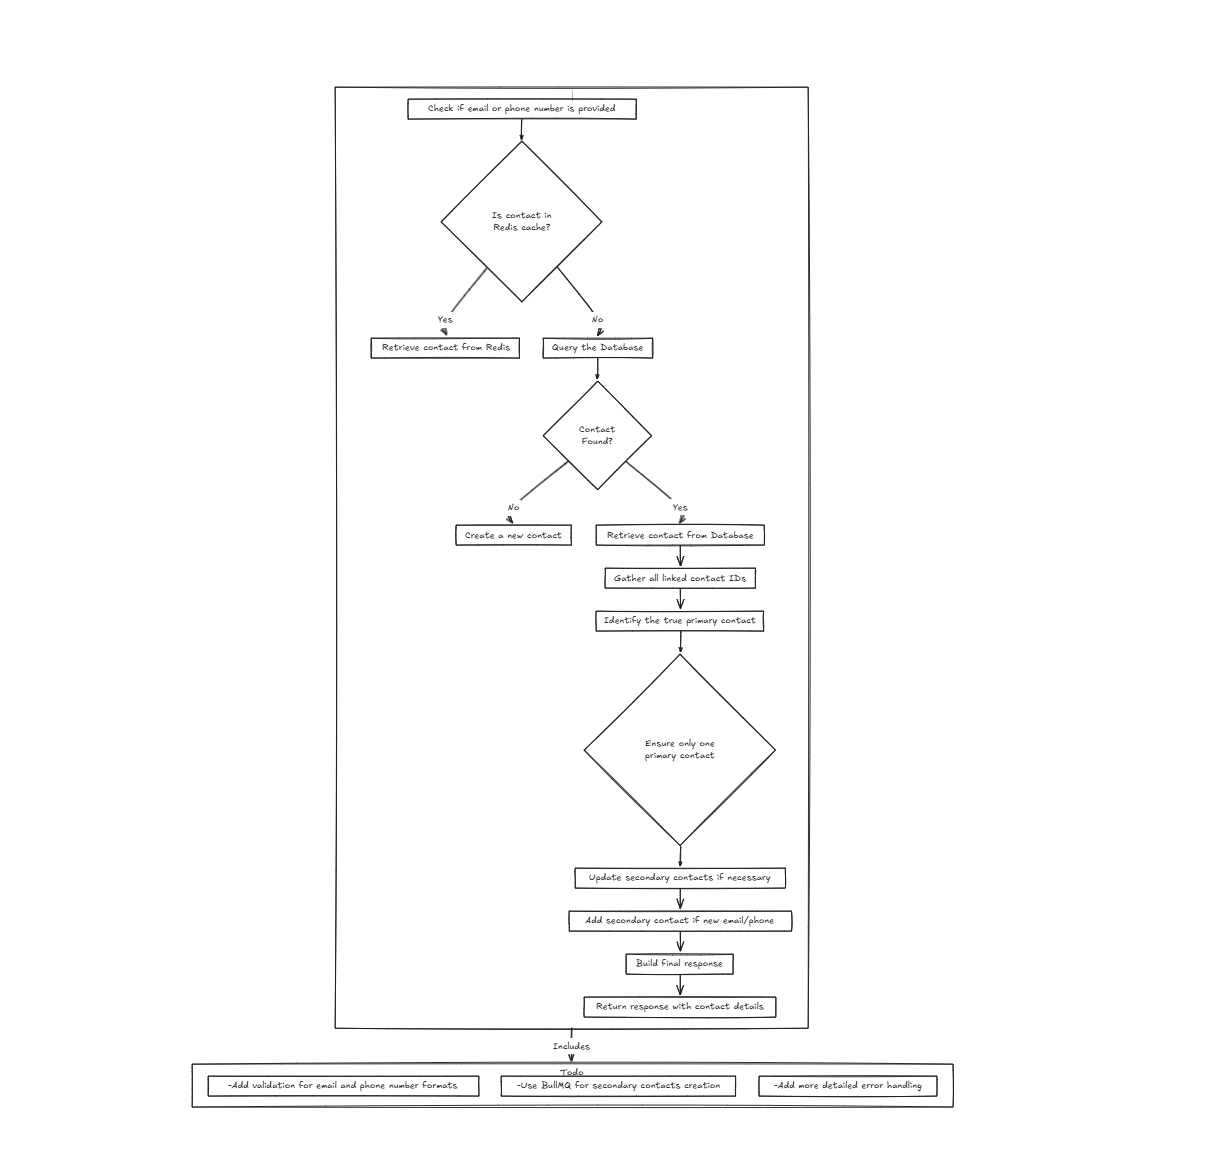 Check if email or phone number is provided
Is contact in
Redis cache?
Yes
No
Retrieve contact from Redis
Query the Database
Contact
Found?
No
Yes
Create a new contact
Retrieve contact from Database
Gather all linked contact IDs
Identify the true primary contact
Ensure only one
primary contact
Update secondary contacts if necessary
Add secondary contact if new email/phone
Build final response
Return response with contact details
Includes
Todo
-Add validation for email and phone number formats
-Use BullMQ for secondary contacts creation
-Add more detailed error handling